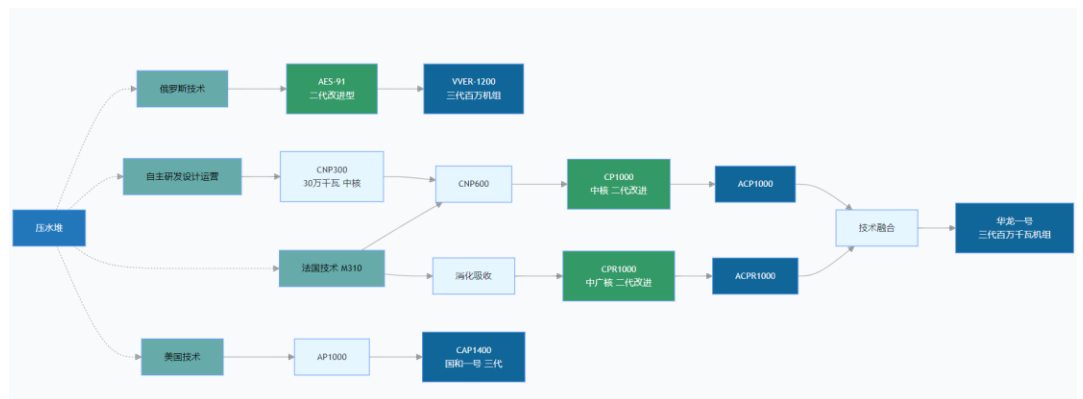 压水堆
俄罗斯技术
AES-91
二代改进型
VVER-1200
三代百万机组
自主研发设计运营
CNP300
30万千瓦 中核
CNP600
CP1000
中核 二代改进
ACP1000
法国技术 M310
消化吸收
CPR1000
中广核 二代改进
ACPR1000
技术融合
华龙一号
三代百万千瓦机组
美国技术
AP1000
CAP1400
国和一号 三代